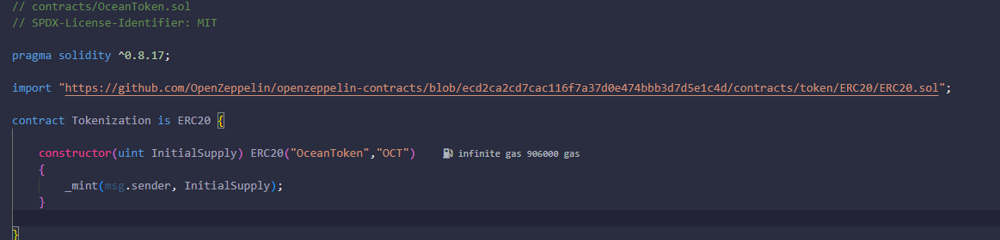 // contracts/OceanToken.sol
// SPDX-License-Identifier: MIT
pragma solidity ^0.8.17;
import "https://github.com/OpenZeppelin/openzeppelin-contracts/blob/ecd2ca2cd7cac116f7a37d0e474bbb3d7d5e1c4d/contracts/token/ERC20/ERC20.sol";
contract Tokenization is ERC20 {
constructor(uint InitialSupply) ERC20("OceanToken","OCT") infinite gas 906000 gas
{
_mint(msg.sender, InitialSupply);
}
}